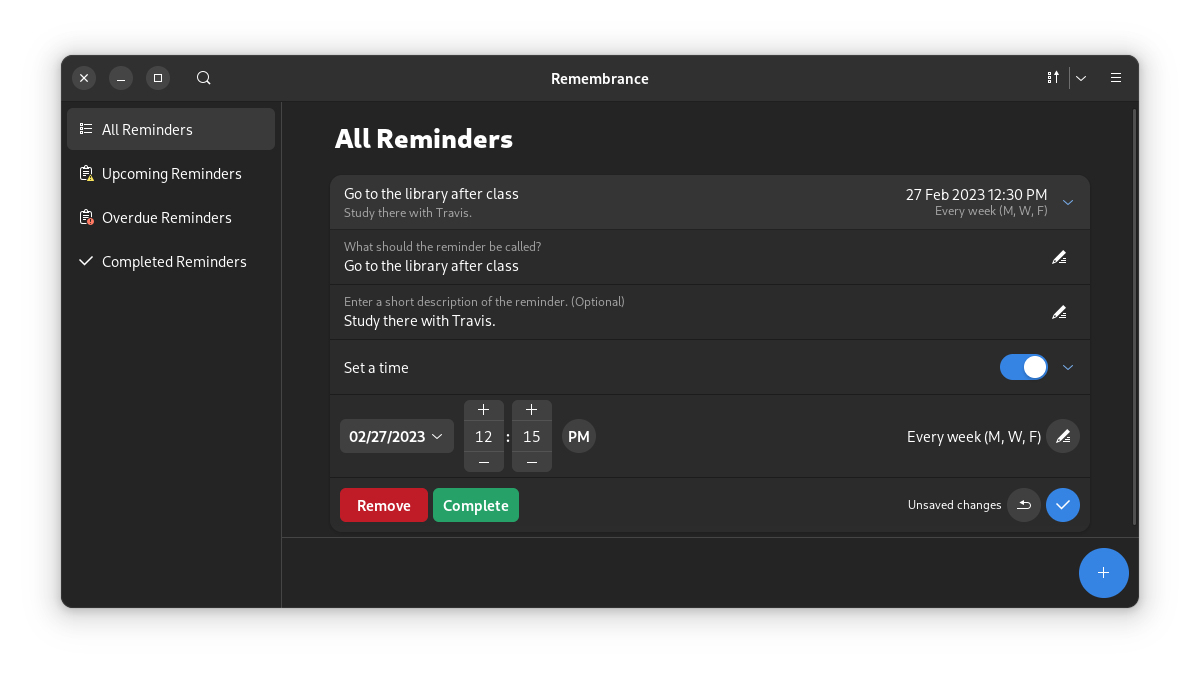 Remembrance
All Reminders
Upcoming Reminders
Overdue Reminders
Completed Reminders
All Reminders
Go to the library after class
Study there with Travis.
27 Feb 2023 12:30 PM
Every week (M, W, F)
What should the reminder be called?
Go to the library after class
Enter a short description of the reminder. (Optional)
Study there with Travis.
Set a time
02/27/2023
12 : 15
PM
Every week (M, W, F)
Remove
Complete
Unsaved changes